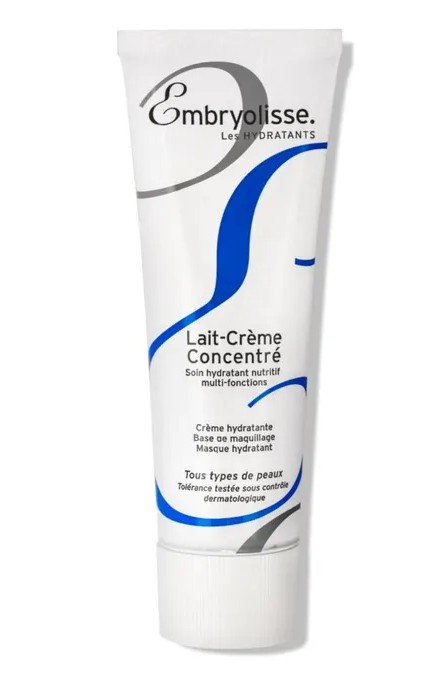 Embryolisse.
Les HYDRATANTS
Lait-Crème
Concentré
Soin hydratant nutritif
multi-fonctions
Crème hydratante
Base de maquillage
Masque hydratant
Tous types de peaux
Tolérance testée sous contrôle
dermatologique